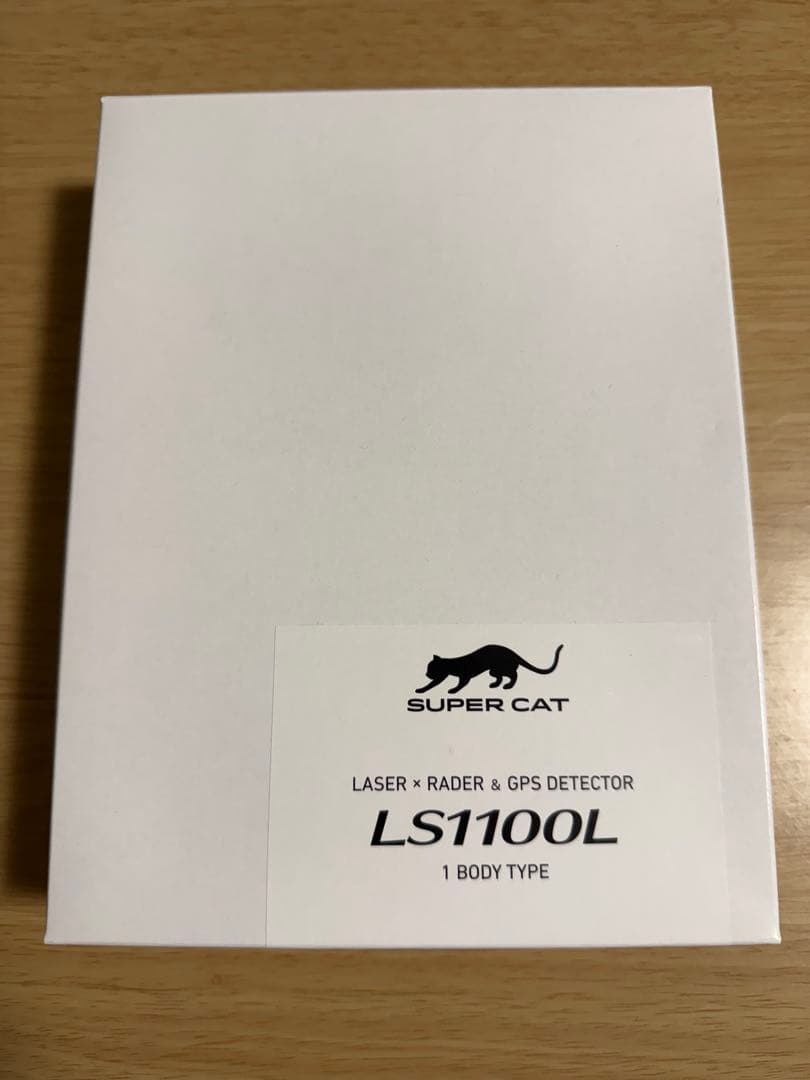 SUPER CAT
LASER × RADER & GPS DETECTOR
LS1100L
1 BODY TYPE